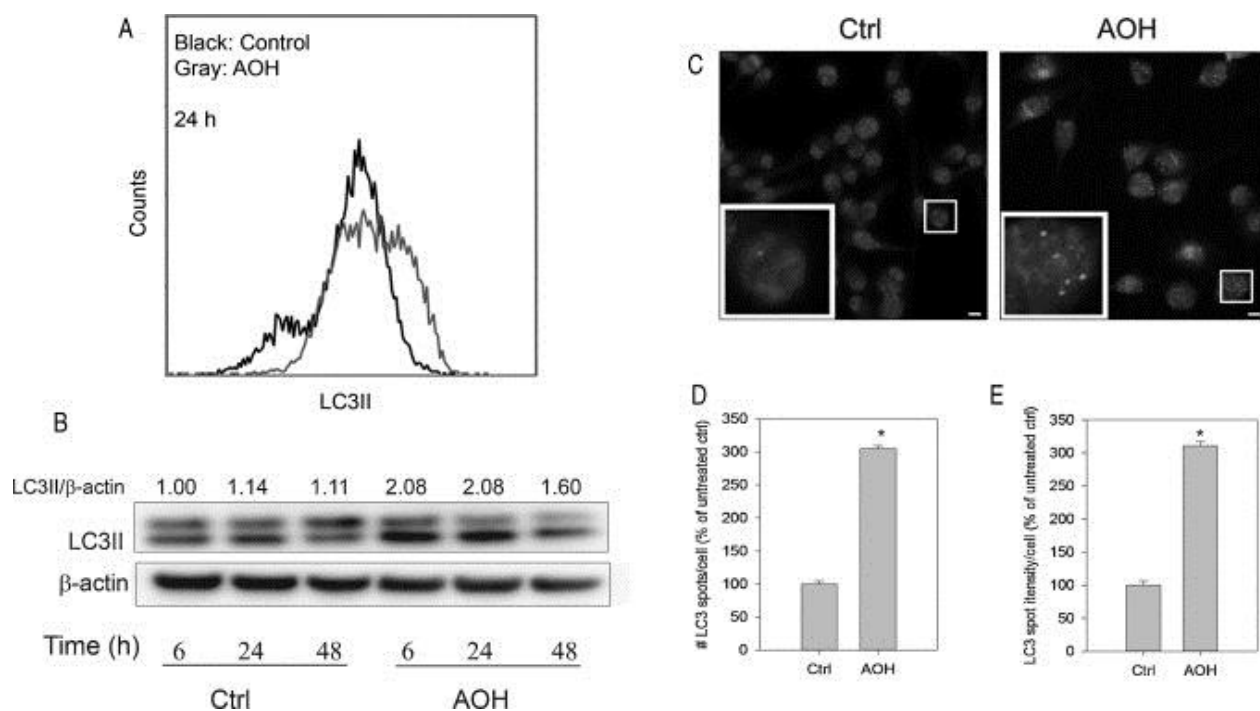 A
Black: Control
Gray: AOH
24 h
Counts
LC3II
B
LC3II/β-actin 1.00 1.14 1.11 2.08 2.08 1.60
LC3II
β-actin
Time (h) 6 24 48 6 24 48
Ctrl AOH
Ctrl AOH
C
D
# LC3 spots/cell (% of untreated ctrl)
350
300
250
200
150
100
50
0
*
Ctrl AOH
E
LC3 spot itensity/cell (% of untreated ctrl)
350
300
250
200
150
100
50
0
*
Ctrl AOH